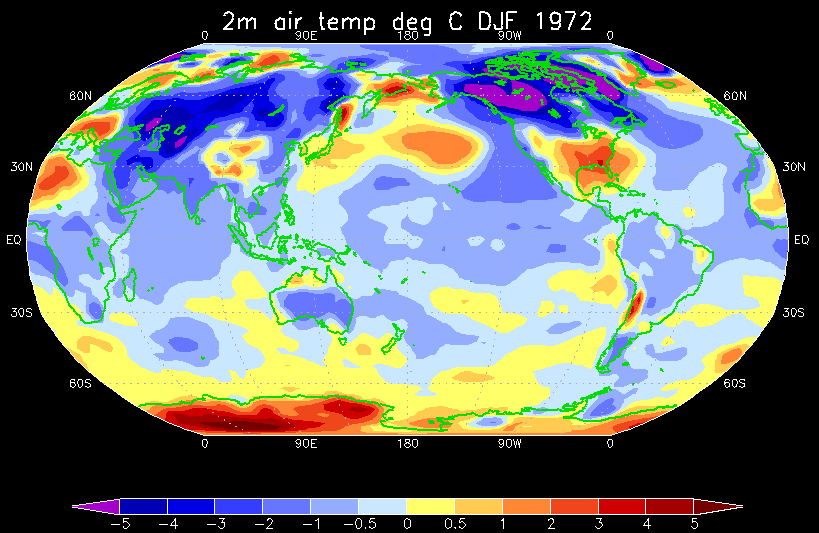 2m air temp deg C DJF 1972
0 90E 180 90W 0
60N 60N
30N 30N
EQ EQ
30S 30S
60S 60S
0 90E 180 90W 0
-5 -4 -3 -2 -1 -0.5 0 0.5 1 2 3 4 5